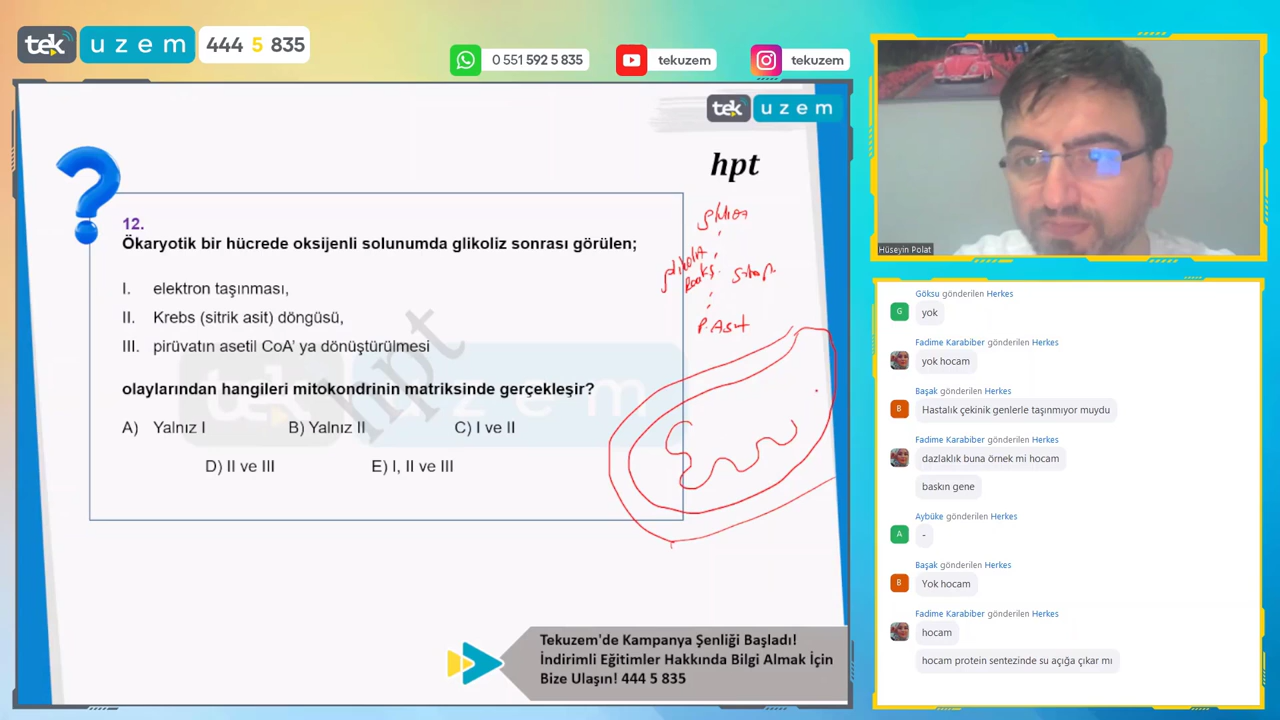 tek uzem 444 5 835
0 551 592 5 835
tekuzem
tekuzem
tek uzem
hpt
12.
Ökaryotik bir hücrede oksijenli solunumda glikoliz sonrası görülen;
I. elektron taşınması,
II. Krebs (sitrik asit) döngüsü,
III. pirüvatın asetil CoA' ya dönüştürülmesi
olaylarından hangileri mitokondrinin matriksinde gerçekleşir?
A) Yalnız I B) Yalnız II C) I ve II
D) II ve III E) I, II ve III
hpt
P. Asit
Tekuzem'de Kampanya Şenliği Başladı!
İndirimli Eğitimler Hakkında Bilgi Almak İçin
Bize Ulaşın! 444 5 835
Hüseyin Polat
Göksu gönderilen Herkes
G
yok
Fadime Karabiber gönderilen Herkes
yok hocam
Başak gönderilen Herkes
B
Hastalık çekinik genlerle taşınmıyor muydu
Fadime Karabiber gönderilen Herkes
dazlaklık buna örnek mi hocam
baskın gene
Aybüke gönderilen Herkes
A
-
Başak gönderilen Herkes
B
Yok hocam
Fadime Karabiber gönderilen Herkes
hocam
hocam protein sentezinde su açığa çıkar mı